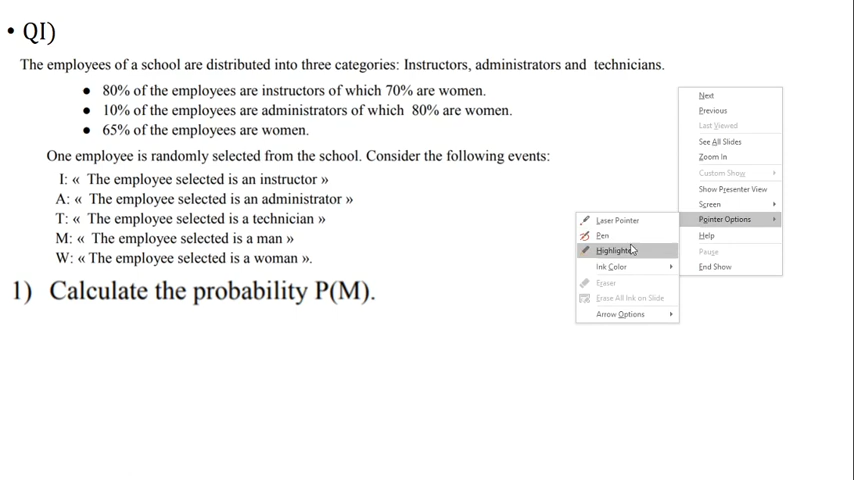 • QI)
The employees of a school are distributed into three categories: Instructors, administrators and technicians.
● 80% of the employees are instructors of which 70% are women.
● 10% of the employees are administrators of which 80% are women.
● 65% of the employees are women.
One employee is randomly selected from the school. Consider the following events:
I: « The employee selected is an instructor »
A: « The employee selected is an administrator »
T: « The employee selected is a technician »
M: « The employee selected is a man »
W: « The employee selected is a woman ».
1) Calculate the probability P(M).
Next
Previous
Last Viewed
See All Slides
Zoom In
Custom Show
Show Presenter View
Screen
Pointer Options
Help
Pause
End Show
Laser Pointer
Pen
Highlighter
Ink Color
Eraser
Erase All Ink on Slide
Arrow Options